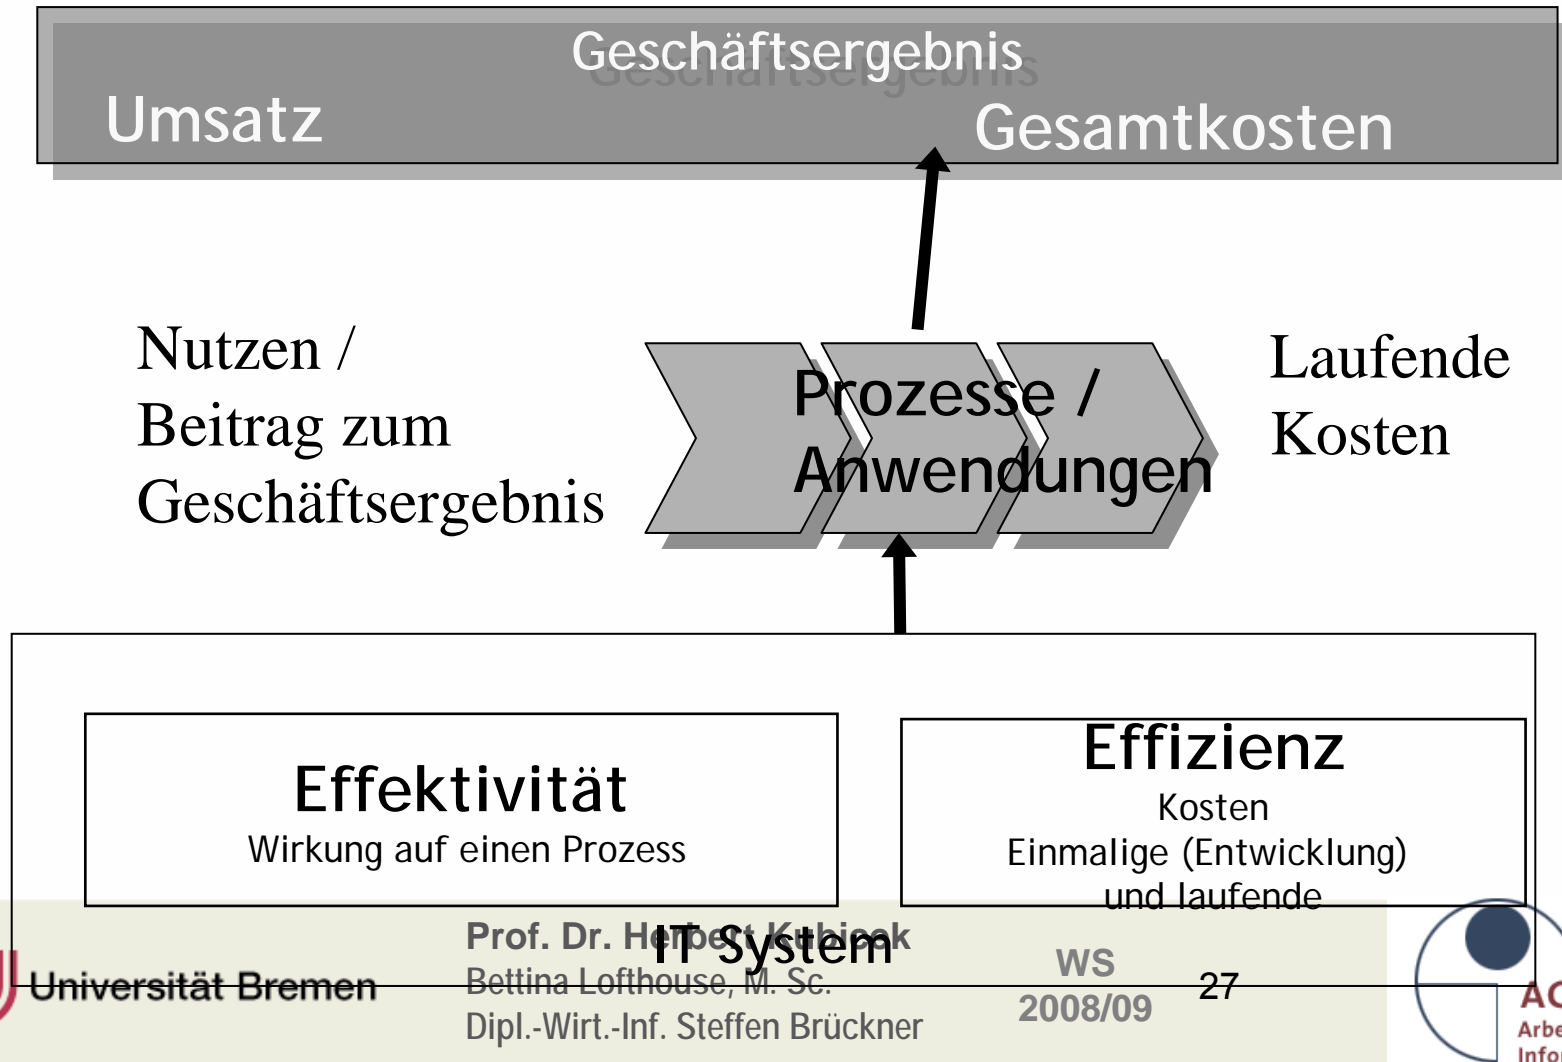 Geschäftsergebnis
Umsatz
Gesamtkosten
Nutzen /
Beitrag zum
Geschäftsergebnis
Prozesse /
Anwendungen
Laufende
Kosten
Effektivität
Wirkung auf einen Prozess
Effizienz
Kosten
Einmalige (Entwicklung)
und laufende
IT System
Universität Bremen
Prof. Dr. Herbert Kubicek
Bettina Lofthouse, M. Sc.
Dipl.-Wirt.-Inf. Steffen Brückner
WS
2008/09
27